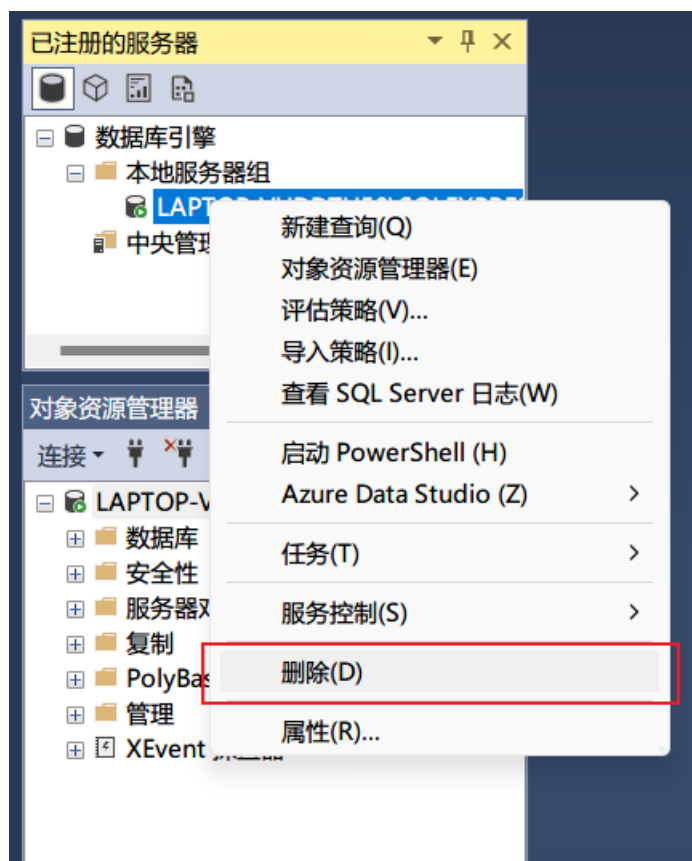 已注册的服务器
数据库引擎
本地服务器组
LAPT
中央管理
新建查询(Q)
对象资源管理器(E)
评估策略(V)...
导入策略(I)...
查看 SQL Server 日志(W)
启动 PowerShell (H)
Azure Data Studio (Z)
任务(T)
服务控制(S)
删除(D)
属性(R)...
对象资源管理器
连接
LAPTOP-V
数据库
安全性
服务器对
复制
PolyBas
管理
XEvent